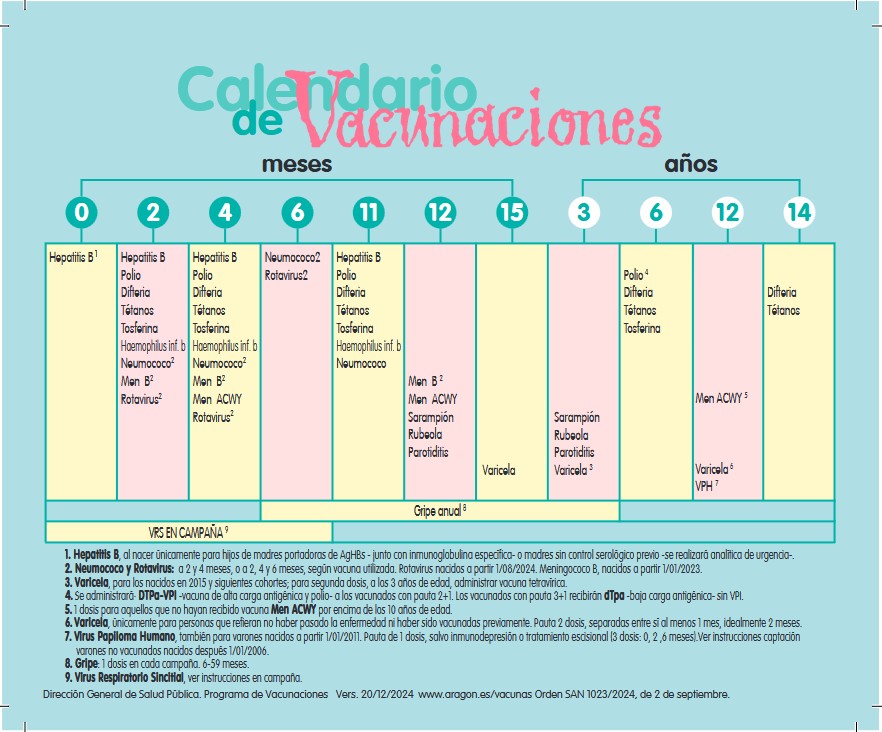 Calendario
de Vacunaciones
meses
años
0 2 4 6 11 12 15 3 6 12 14
Hepatitis B 1
Hepatitis B
Polio
Difteria
Tétanos
Tosferina
Haemophilus inf. b
Neumococo2
Men B2
Rotavirus2
Hepatitis B
Polio
Difteria
Tétanos
Tosferina
Haemophilus inf. b
Neumococo2
Men B2
Men ACWY
Rotavirus2
Neumococo2
Rotavirus2
Hepatitis B
Polio
Difteria
Tétanos
Tosferina
Haemophilus inf. b
Neumococo
Men B 2
Men ACWY
Sarampión
Rubeola
Parotiditis
Varicela
Sarampión
Rubeola
Parotiditis
Varicela 3
Polio 4
Difteria
Tétanos
Tosferina
Men ACWY 5
Varicela 6
VPH 7
Difteria
Tétanos
Gripe anual 8
VRS EN CAMPAÑA 9
1. Hepatitis B, al nacer únicamente para hijos de madres portadoras de AgHBs - junto con inmunoglobulina específica- o madres sin control serológico previo -se realizará analítica de urgencia-.
2. Neumococo y Rotavirus: a 2 y 4 meses, o a 2, 4 y 6 meses, según vacuna utilizada. Rotavirus nacidos a partir 1/08/2024. Meningococo B, nacidos a partir 1/01/2023.
3. Varicela, para los nacidos en 2015 y siguientes cohortes; para segunda dosis, a los 3 años de edad, administrar vacuna tetravírica.
4. Se administrará- DTPa-VPI -vacuna de alta carga antigénica y polio- a los vacunados con pauta 2+1. Los vacunados con pauta 3+1 recibirán dTpa -baja carga antigénica- sin VPI.
5. 1 dosis para aquellos que no hayan recibido vacuna Men ACWY por encima de los 10 años de edad.
6. Varicela, únicamente para personas que refieran no haber pasado la enfermedad ni haber sido vacunadas previamente. Pauta 2 dosis, separadas entre sí al menos 1 mes, idealmente 2 meses.
7. Virus Papiloma Humano, también para varones nacidos a partir 1/01/2011. Pauta de 1 dosis, salvo inmunodepresión o tratamiento escisional (3 dosis: 0, 2 ,6 meses).Ver instrucciones captación
varones no vacunados nacidos después 1/01/2006.
8. Gripe: 1 dosis en cada campaña. 6-59 meses.
9. Virus Respiratorio Sincitial, ver instrucciones en campaña.
Dirección General de Salud Pública. Programa de Vacunaciones Vers. 20/12/2024 www.aragon.es/vacunas Orden SAN 1023/2024, de 2 de septiembre.